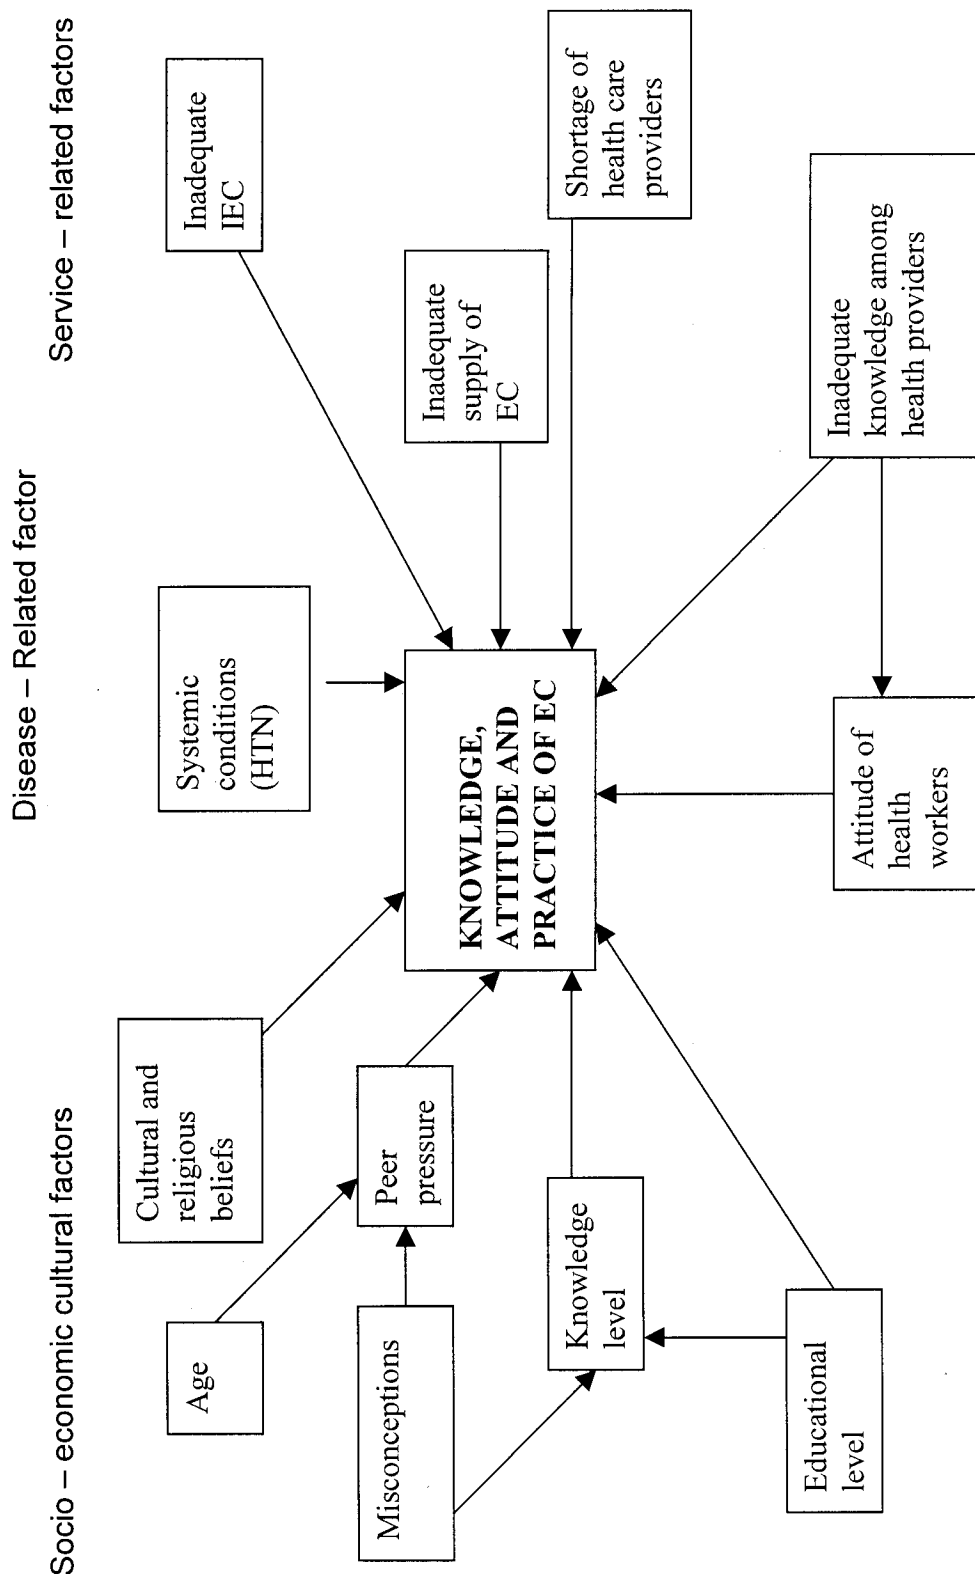 Socio – economic cultural factors
Disease – Related factor
Service – related factors
Age
Cultural and
religious
beliefs
Systemic
conditions
(HTN)
Inadequate
IEC
Misconceptions
Peer
pressure
KNOWLEDGE,
ATTITUDE AND
PRACTICE OF EC
Inadequate
supply of
EC
Knowledge
level
Shortage of
health care
providers
Educational
level
Attitude of
health
workers
Inadequate
knowledge among
health providers